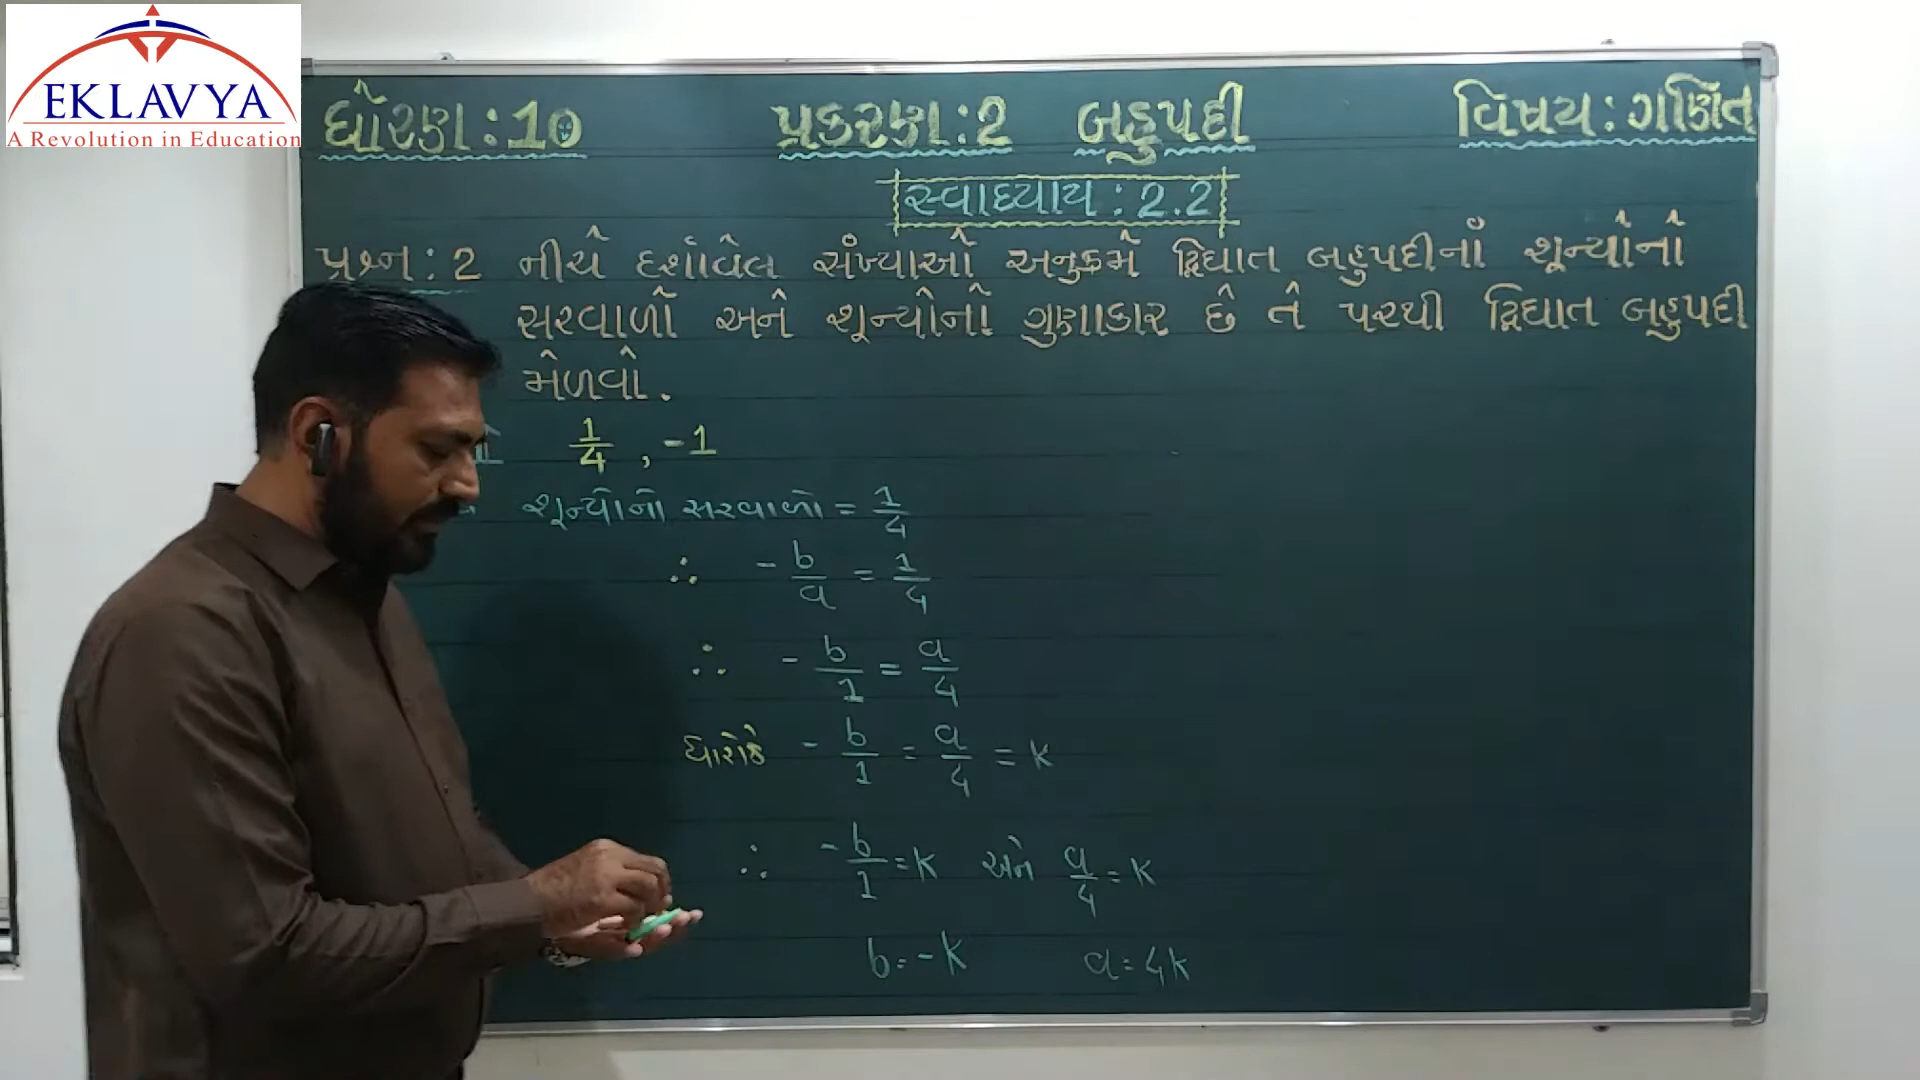 EKLAVYA
A Revolution in Education
ધોરણ : 10 પ્રકરણ : 2 બહુપદી વિષય : ગણિત
સ્વાધ્યાય : 2.2
પ્રશ્ન : 2 નીચે દર્શાવેલ સંખ્યાઓ અનુક્રમે દ્વિઘાત બહુપદીનાં શૂન્યોનો
સરવાળો અને શૂન્યોનો ગુણાકાર છે તે પરથી દ્વિઘાત બહુપદી
મેળવો.
1/4 , -1
શૂન્યોનો સરવાળો = 1/4
∴ - b/a = 1/4
∴ - b/1 = a/4
ધારોકે - b/1 = a/4 = k
∴ - b/1 = k અને a/4 = k
b = -k a = 4k